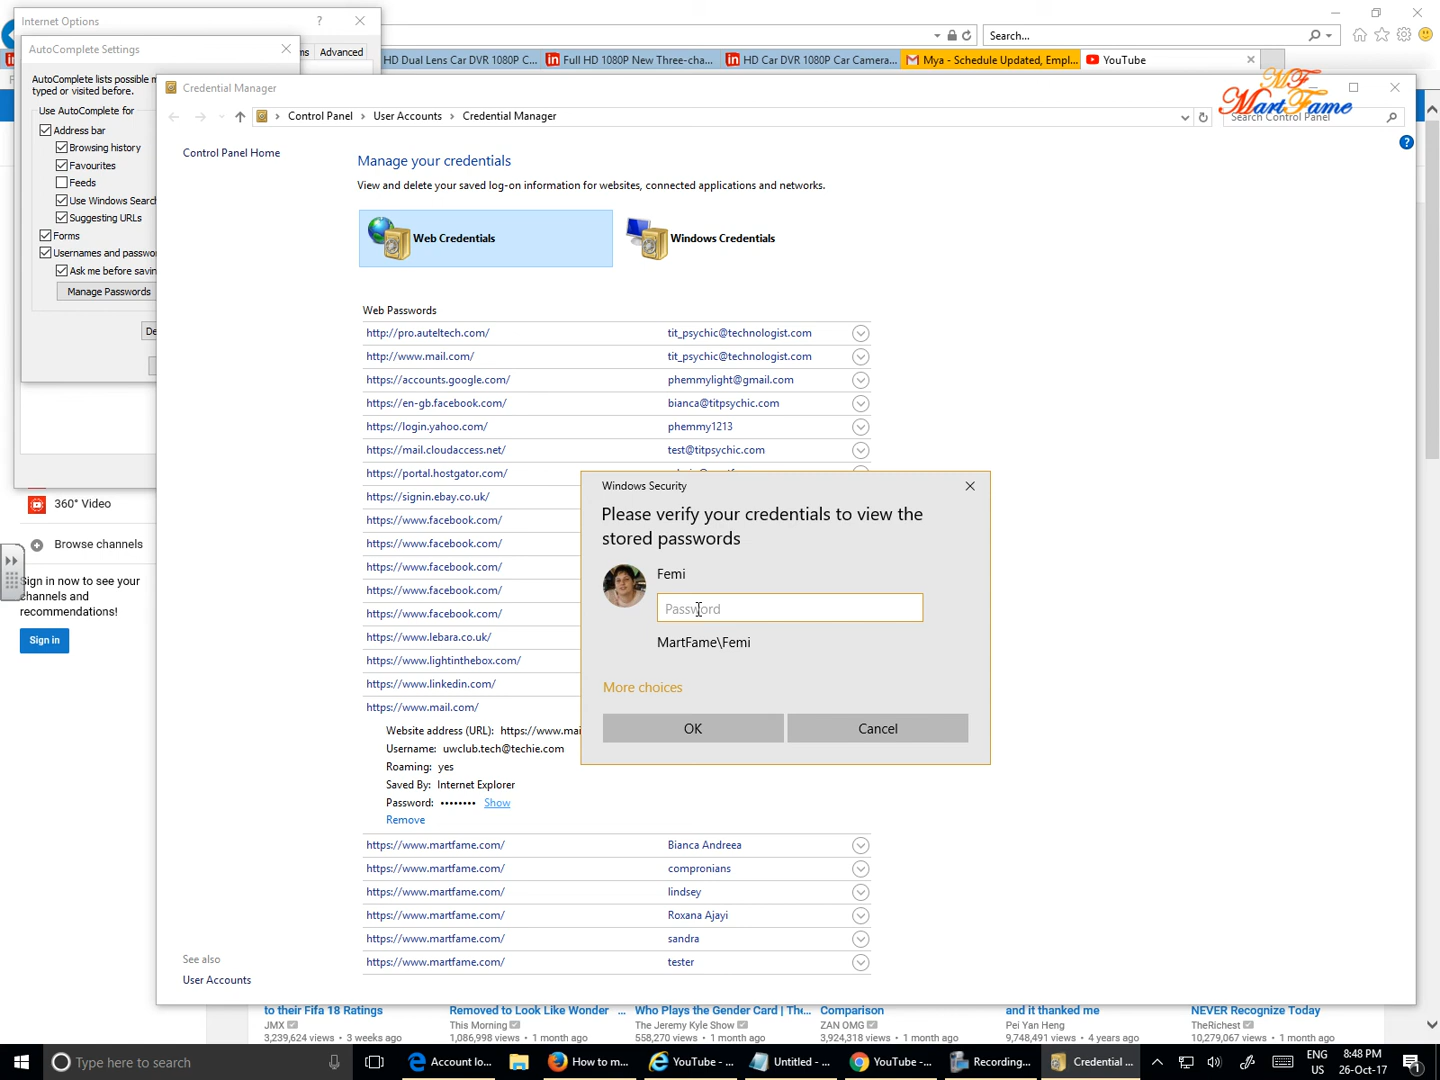 Internet Options
?
AutoComplete Settings
AutoComplete lists possible
typed or visited before.
Use AutoComplete for
Address bar
Browsing history
Favourites
Feeds
Use Windows Search
Suggesting URLs
Forms
Usernames and
Ask me before
Manage Passwords
Advanced
Search...
HD Dual Lens Car DVR 1080P C...
Full HD 1080P New Three-cha...
HD Car DVR 1080P Car Camera...
Mya - Schedule Updated, Empl...
YouTube
MF
MartFame
Credential Manager
Control Panel
User Accounts
Credential Manager
Search Control Panel
Control Panel Home
Manage your credentials
View and delete your saved log-on information for websites, connected applications and networks.
Web Credentials
Windows Credentials
Web Passwords
http://pro.auteltech.com/ tit_psychic@technologist.com
http://www.mail.com/ tit_psychic@technologist.com
https://accounts.google.com/ phemmylight@gmail.com
https://en-gb.facebook.com/ bianca@titpsychic.com
https://login.yahoo.com/ phemmy1213
https://mail.cloudaccess.net/ test@titpsychic.com
https://portal.hostgator.com/
https://signin.ebay.co.uk/
https://www.facebook.com/
https://www.facebook.com/
https://www.facebook.com/
https://www.facebook.com/
https://www.facebook.com/
https://www.lebara.co.uk/
https://www.lightinthebox.com/
https://www.linkedin.com/
https://www.mail.com/
Website address (URL): https://www.mai
Username: uwclub.tech@techie.com
Roaming: yes
Saved By: Internet Explorer
Password: •••••••• Show
Remove
https://www.martfame.com/ Bianca Andreea
https://www.martfame.com/ compronians
https://www.martfame.com/ lindsey
https://www.martfame.com/ Roxana Ajayi
https://www.martfame.com/ sandra
https://www.martfame.com/ tester
See also
User Accounts
Windows Security
Please verify your credentials to view the
stored passwords
Femi
Password
MartFame\Femi
More choices
OK
Cancel
360° Video
Browse channels
Sign in now to see your
channels and
recommendations!
Sign in
to their Fifa 18 Ratings
JMX
3,239,624 views • 3 weeks ago
Removed to Look Like Wonder ...
This Morning
1,086,998 views • 1 month ago
Who Plays the Gender Card | The...
The Jeremy Kyle Show
558,270 views • 1 month ago
Comparison
ZAN OMG
3,924,318 views • 1 month ago
and it thanked me
Pei Yan Heng
9,748,491 views • 4 years ago
NEVER Recognize Today
TheRichest
10,279,067 views • 1 month ago
Type here to search
Account lo...
How to m...
YouTube - ...
Untitled - ...
YouTube -...
Recording...
Credential ...
ENG
US
8:48 PM
26-Oct-17
1